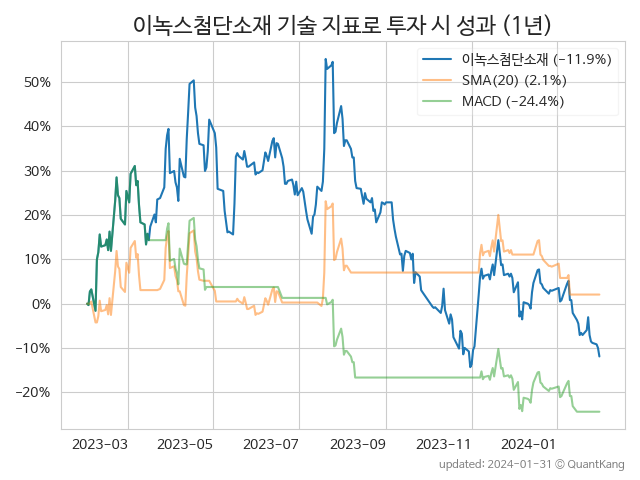 이녹스첨단소재 기술 지표로 투자 시 성과 (1년)
이녹스첨단소재 (−11.9%)
SMA(20) (2.1%)
MACD (−24.4%)
50%
40%
30%
20%
10%
0%
−10%
−20%
2023-03 2023-05 2023-07 2023-09 2023-11 2024-01
updated: 2024-01-31 © QuantKang